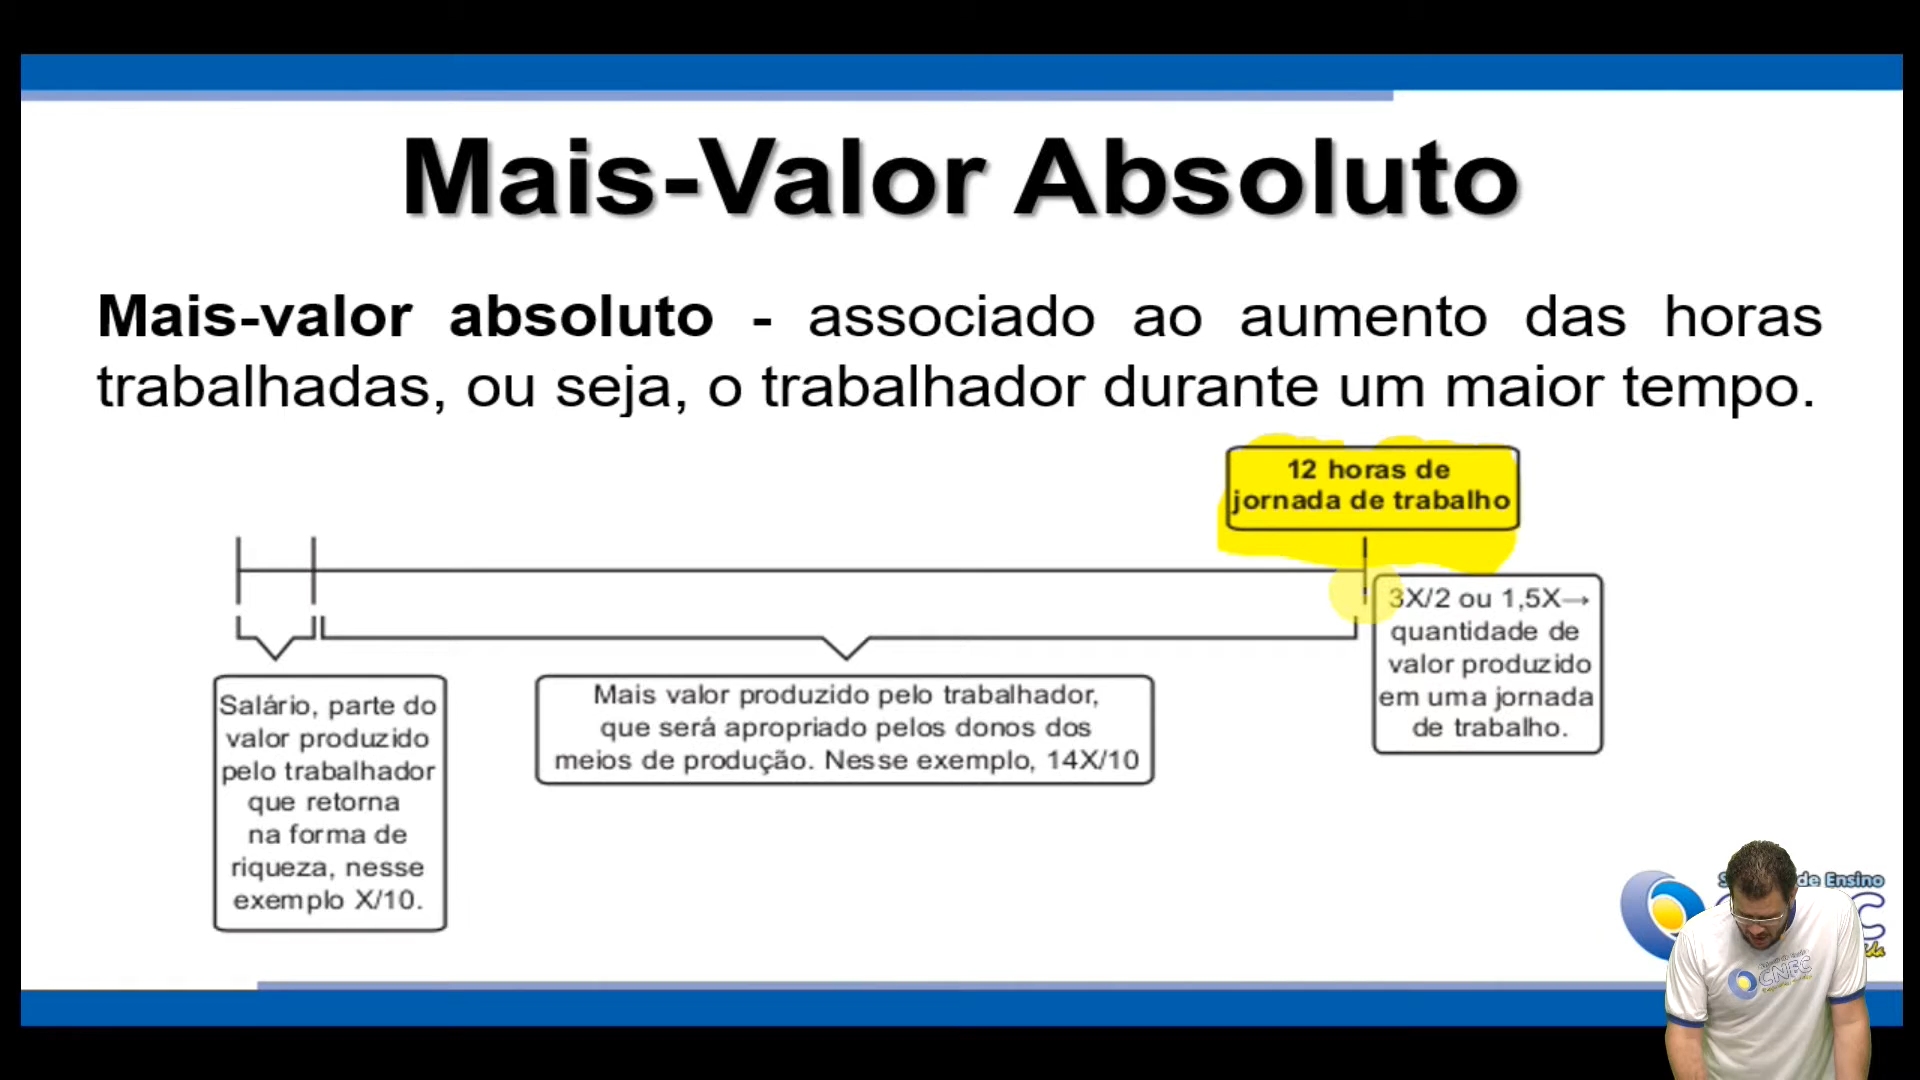 Mais-Valor Absoluto
Mais-valor absoluto - associado ao aumento das horas
trabalhadas, ou seja, o trabalhador durante um maior tempo.
12 horas de
jornada de trabalho
3X/2 ou 1,5X→
quantidade de
valor produzido
em uma jornada
de trabalho.
Salário, parte do
valor produzido
pelo trabalhador
que retorna
na forma de
riqueza, nesse
exemplo X/10.
Mais valor produzido pelo trabalhador,
que será apropriado pelos donos dos
meios de produção. Nesse exemplo, 14X/10
de Ensino
CNEC